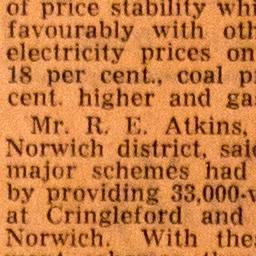 of price stability whi
favourably with oth
electricity prices on
18 per cent., coal p
cent. higher and ga
Mr. R. E. Atkins,
Norwich district, said
major schemes had
by providing 33,000-v
at Cringleford and
Norwich. With the